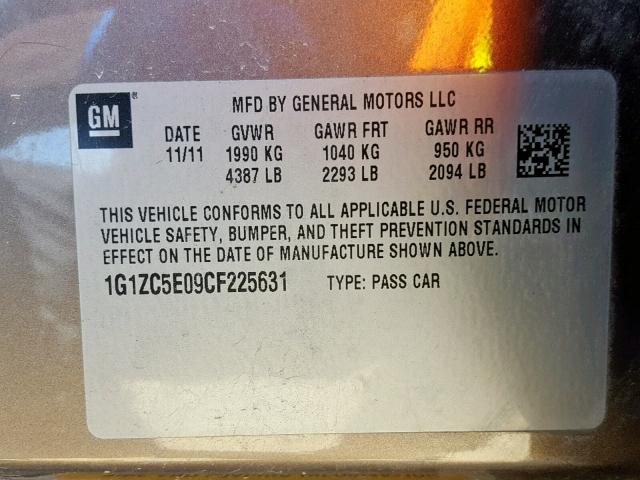 GM ®
MFD BY GENERAL MOTORS LLC
DATE GVWR GAWR FRT GAWR RR
11/11 1990 KG 1040 KG 950 KG
4387 LB 2293 LB 2094 LB
THIS VEHICLE CONFORMS TO ALL APPLICABLE U.S. FEDERAL MOTOR
VEHICLE SAFETY, BUMPER, AND THEFT PREVENTION STANDARDS IN
EFFECT ON THE DATE OF MANUFACTURE SHOWN ABOVE.
1G1ZC5E09CF225631 TYPE: PASS CAR